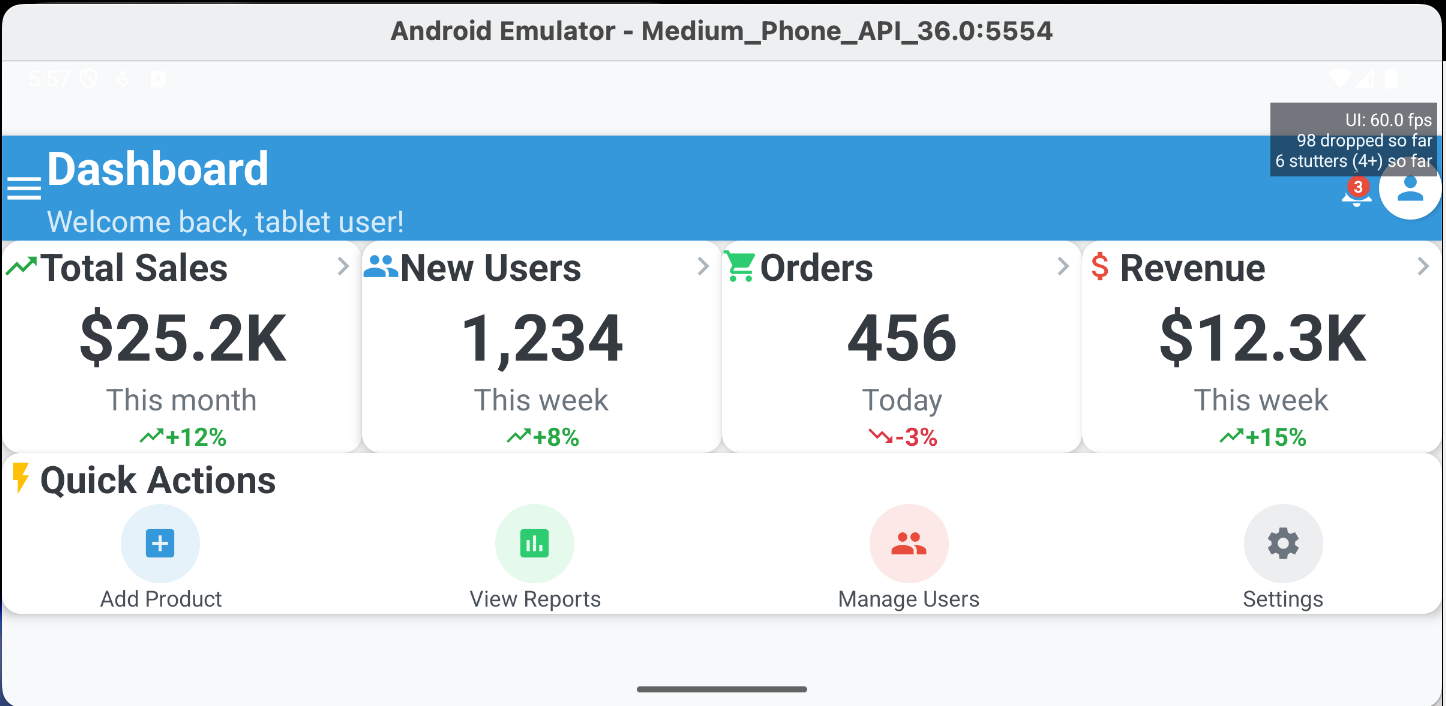 Android Emulator - Medium_Phone_API_36.0:5554
5:57
UI: 60.0 fps
98 dropped so far
6 stutters (4+) so far
Dashboard
Welcome back, tablet user!
3
Total Sales
$25.2K
This month
+12%
New Users
1,234
This week
+8%
Orders
456
Today
-3%
$ Revenue
$12.3K
This week
+15%
Quick Actions
Add Product
View Reports
Manage Users
Settings